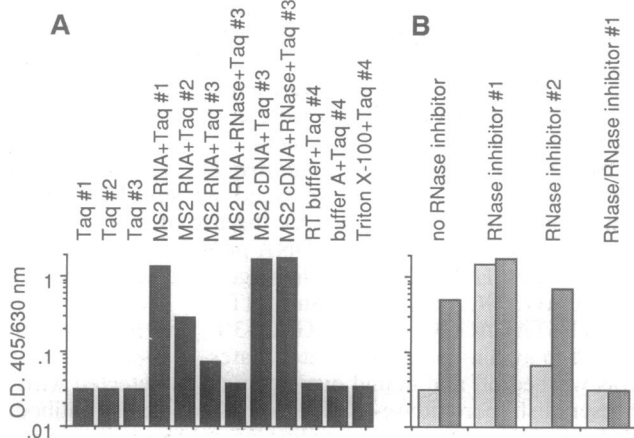 A
B
Taq #1
Taq #2
Taq #3
MS2 RNA+Taq #1
MS2 RNA+Taq #2
MS2 RNA+Taq #3
MS2 RNA+RNase+Taq #3
MS2 cDNA+Taq #3
MS2 cDNA+RNase+Taq #3
RT buffer+Taq #4
buffer A+Taq #4
Triton X-100+Taq #4
no RNase inhibitor
RNase inhibitor #1
RNase inhibitor #2
RNase/RNase inhibitor #1
O.D. 405/630 nm
1
.1
.01